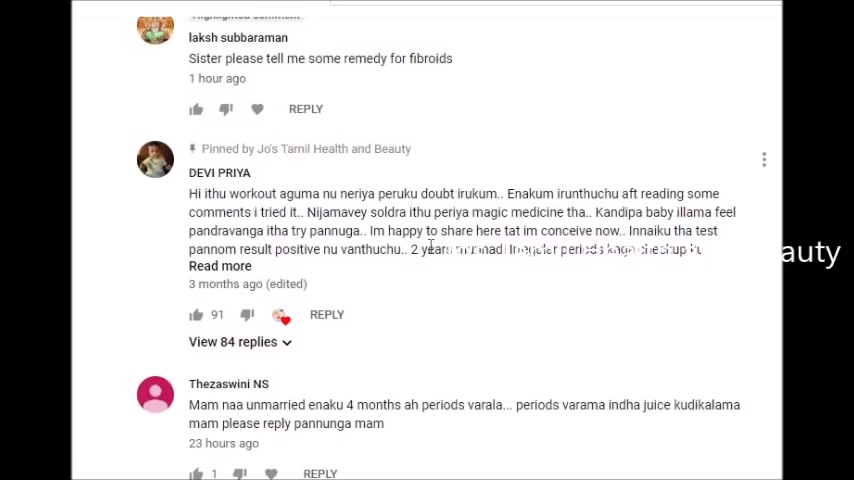 Highlighted comment
laksh subbaraman
Sister please tell me some remedy for fibroids
1 hour ago
REPLY
Pinned by Jo's Tamil Health and Beauty
DEVI PRIYA
Hi ithu workout aguma nu neriya peruku doubt irukum.. Enakum irunthuchu aft reading some
comments i tried it.. Nijamavey soldra ithu periya magic medicine tha.. Kandipa baby illama feel
pandravanga itha try pannuga.. Im happy to share here tat im conceive now.. Innaiku tha test
pannom result positive nu vanthuchu.. 2 years munnadi Irregular periods kaga checkup ku
Read more
3 months ago (edited)
91
REPLY
View 84 replies
Thezaswini NS
Mam naa unmarried enaku 4 months ah periods varala... periods varama indha juice kudikalama
mam please reply pannunga mam
23 hours ago
1
REPLY
auty